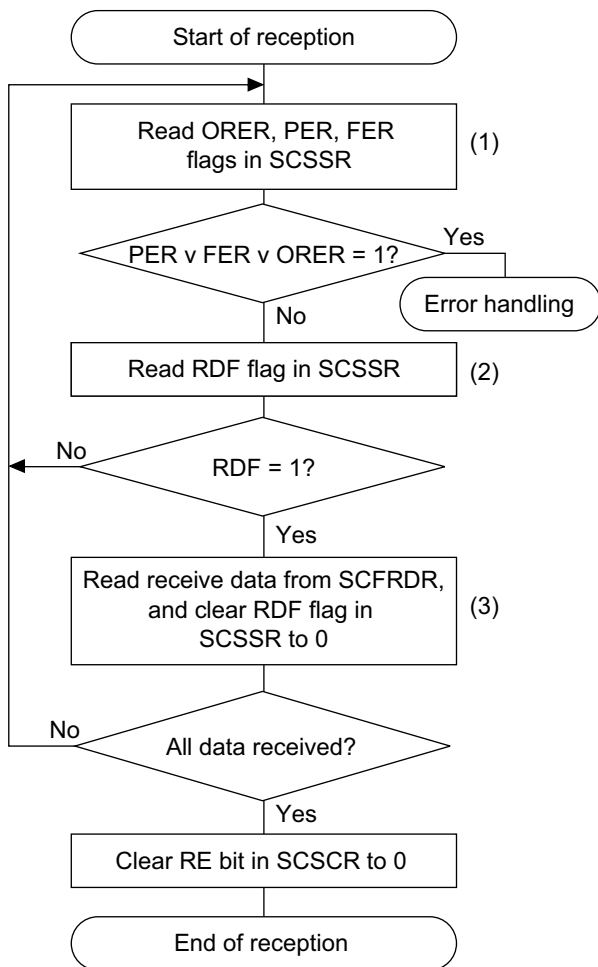 Start of reception
Read ORER, PER, FER
flags in SCSSR
(1)
PER v FER v ORER = 1?
Yes
Error handling
No
Read RDF flag in SCSSR
(2)
No
RDF = 1?
Yes
Read receive data from SCFRDR,
and clear RDF flag in
SCSSR to 0
(3)
No
All data received?
Yes
Clear RE bit in SCSCR to 0
End of reception